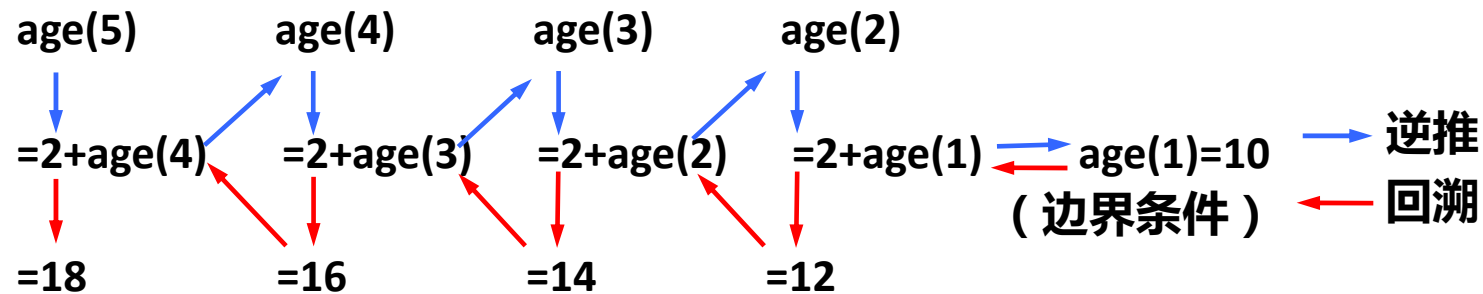 age(5) age(4) age(3) age(2)
=2+age(4) =2+age(3) =2+age(2) =2+age(1) age(1)=10 逆推
（边界条件） 回溯
=18 =16 =14 =12